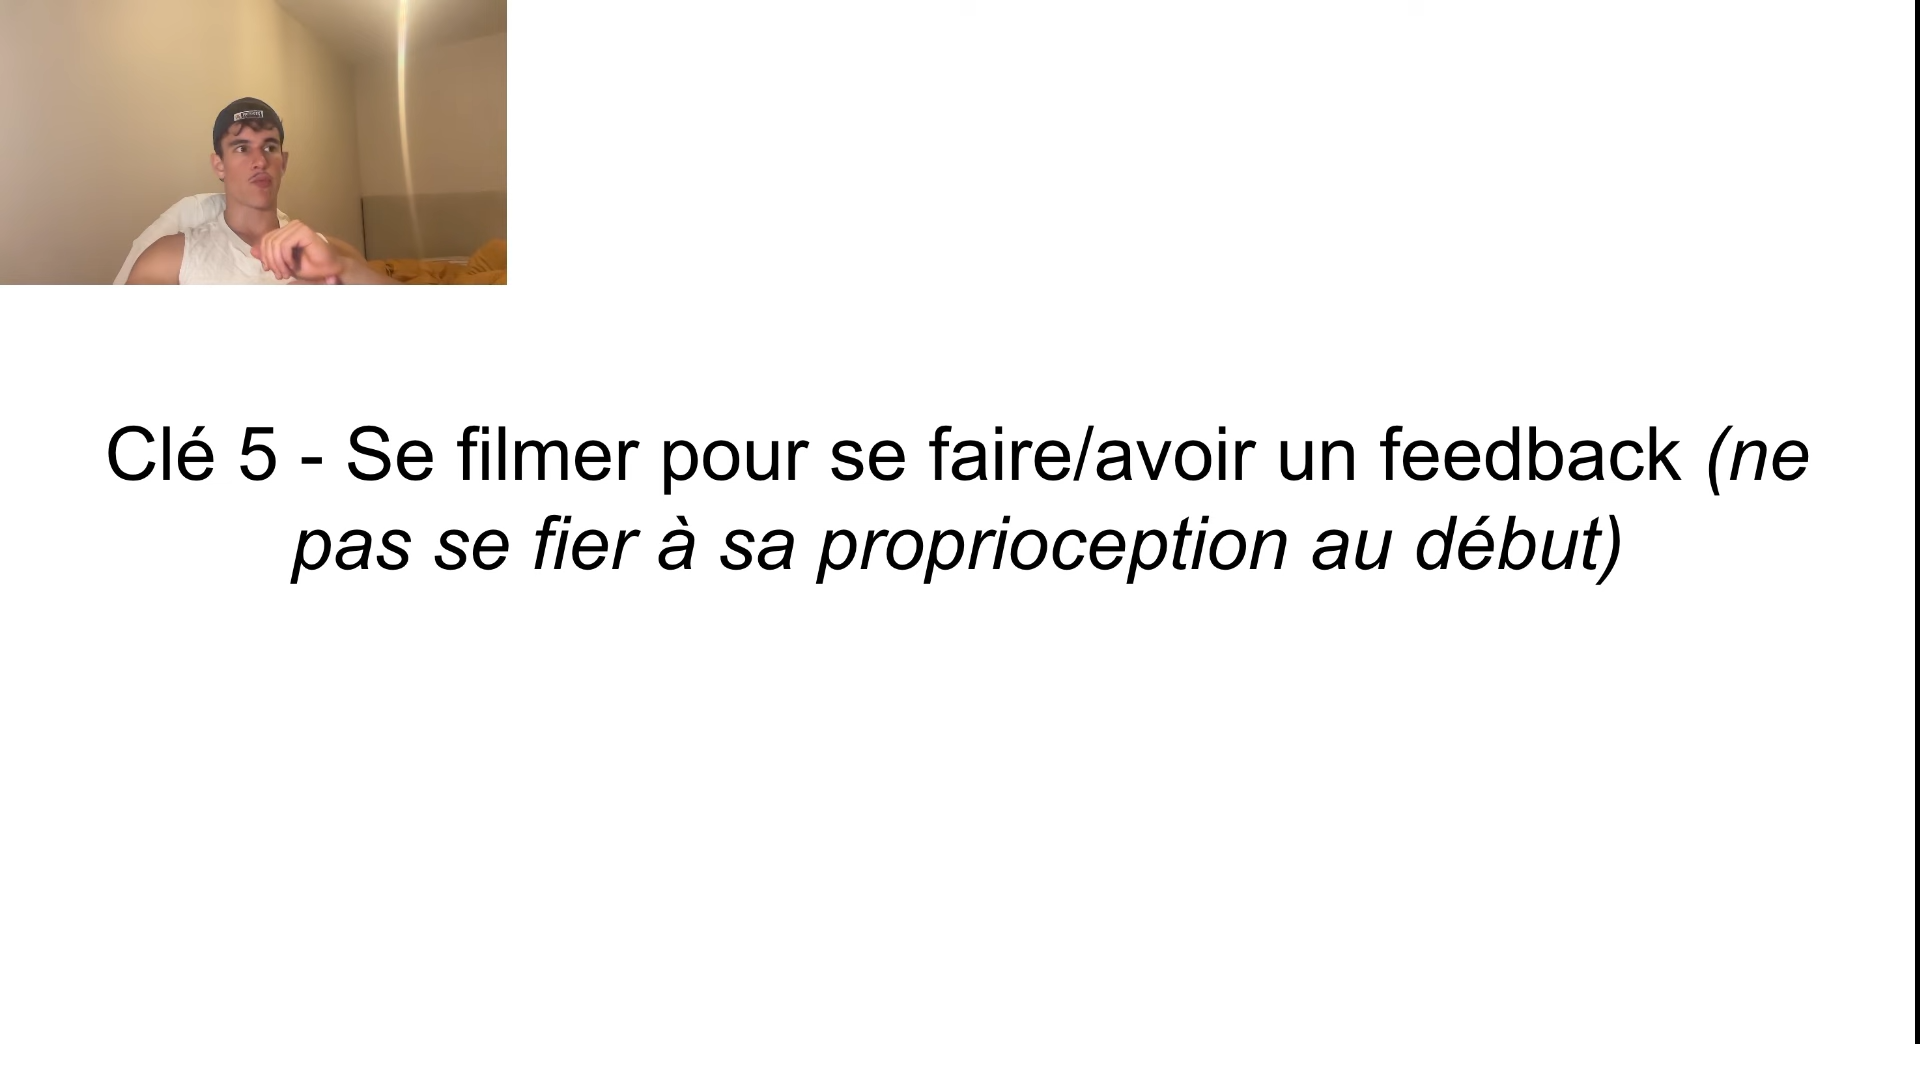 Clé 5 - Se filmer pour se faire/avoir un feedback (ne
pas se fier à sa proprioception au début)